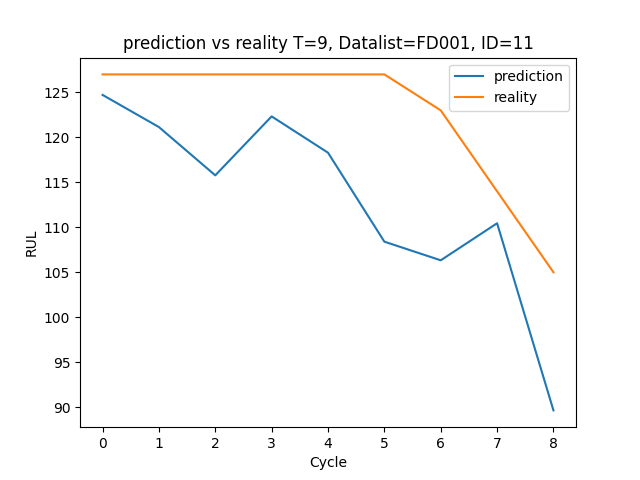 prediction vs reality T=9, Datalist=FD001, ID=11
prediction
reality
RUL
125
120
115
110
105
100
95
90
0 1 2 3 4 5 6 7 8
Cycle